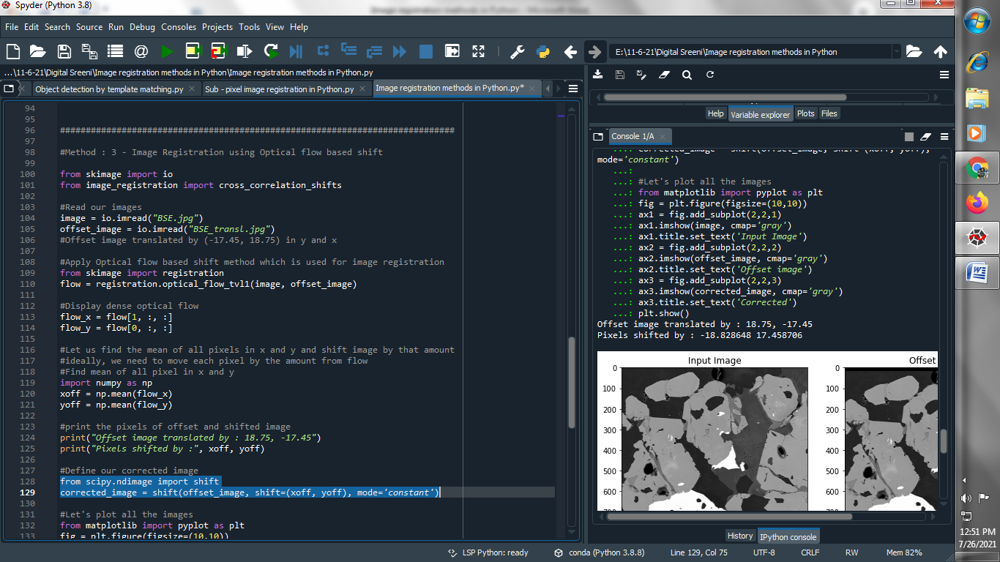 Spyder (Python 3.8)
File Edit Search Source Run Debug Consoles Projects Tools View Help
E:\11-6-21\Digital Sreeni\Image registration methods in Python
...\11-6-21\Digital Sreeni\Image registration methods in Python\Image registration methods in Python.py
Object detection by template matching.py Sub - pixel image registration in Python.py Image registration methods in Python.py*
94
95
96 #############################################################################
97
98 #Method : 3 - Image Registration using Optical flow based shift
99
100 from skimage import io
101 from image_registration import cross_correlation_shifts
102
103 #Read our images
104 image = io.imread("BSE.jpg")
105 offset_image = io.imread("BSE_transl.jpg")
106 #Offset image translated by (-17.45, 18.75) in y and x
107
108 #Apply Optical flow based shift method which is used for image registration
109 from skimage import registration
110 flow = registration.optical_flow_tvl1(image, offset_image)
111
112 #Display dense optical flow
113 flow_x = flow[1, :, :]
114 flow_y = flow[0, :, :]
115
116 #Let us find the mean of all pixels in x and y and shift image by that amount
117 #ideally, we need to move each pixel by the amount from flow
118 #Find mean of all pixel in x and y
119 import numpy as np
120 xoff = np.mean(flow_x)
121 yoff = np.mean(flow_y)
122
123 #print the pixels of offset and shifted image
124 print("Offset image translated by : 18.75, -17.45")
125 print("Pixels shifted by :", xoff, yoff)
126
127 #Define our corrected image
128 from scipy.ndimage import shift
129 corrected_image = shift(offset_image, shift=(xoff, yoff), mode='constant')
130
131 #Let's plot all the images
132 from matplotlib import pyplot as plt
133 fig = plt.figure(figsize=(10,10))
Help Variable explorer Plots Files
Console 1/A
...: corrected_image = shift(offset_image, shift=(xoff, yoff),
mode='constant')
...:
...: #Let's plot all the images
...: from matplotlib import pyplot as plt
...: fig = plt.figure(figsize=(10,10))
...: ax1 = fig.add_subplot(2,2,1)
...: ax1.imshow(image, cmap='gray')
...: ax1.title.set_text('Input Image')
...: ax2 = fig.add_subplot(2,2,2)
...: ax2.imshow(offset_image, cmap='gray')
...: ax2.title.set_text('Offset image')
...: ax3 = fig.add_subplot(2,2,3)
...: ax3.imshow(corrected_image, cmap='gray')
...: ax3.title.set_text('Corrected')
...: plt.show()
Offset image translated by : 18.75, -17.45
Pixels shifted by : -18.828648 17.458706
Input Image Offset
0 0
100 100
200 200
300 300
400 400
500 500
600 600
700 700
History IPython console
LSP Python: ready conda (Python 3.8.8) Line 129, Col 75 UTF-8 CRLF RW Mem 82%
12:51 PM
7/26/2021